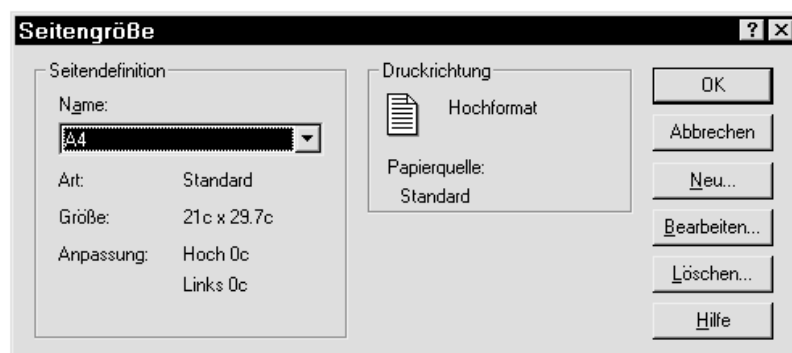 Seitengröße
Seitendefinition
Name:
A4
Art: Standard
Größe: 21c x 29.7c
Anpassung: Hoch 0c
Links 0c
Druckrichtung
Hochformat
Papierquelle:
Standard
OK
Abbrechen
Neu...
Bearbeiten...
Löschen...
Hilfe